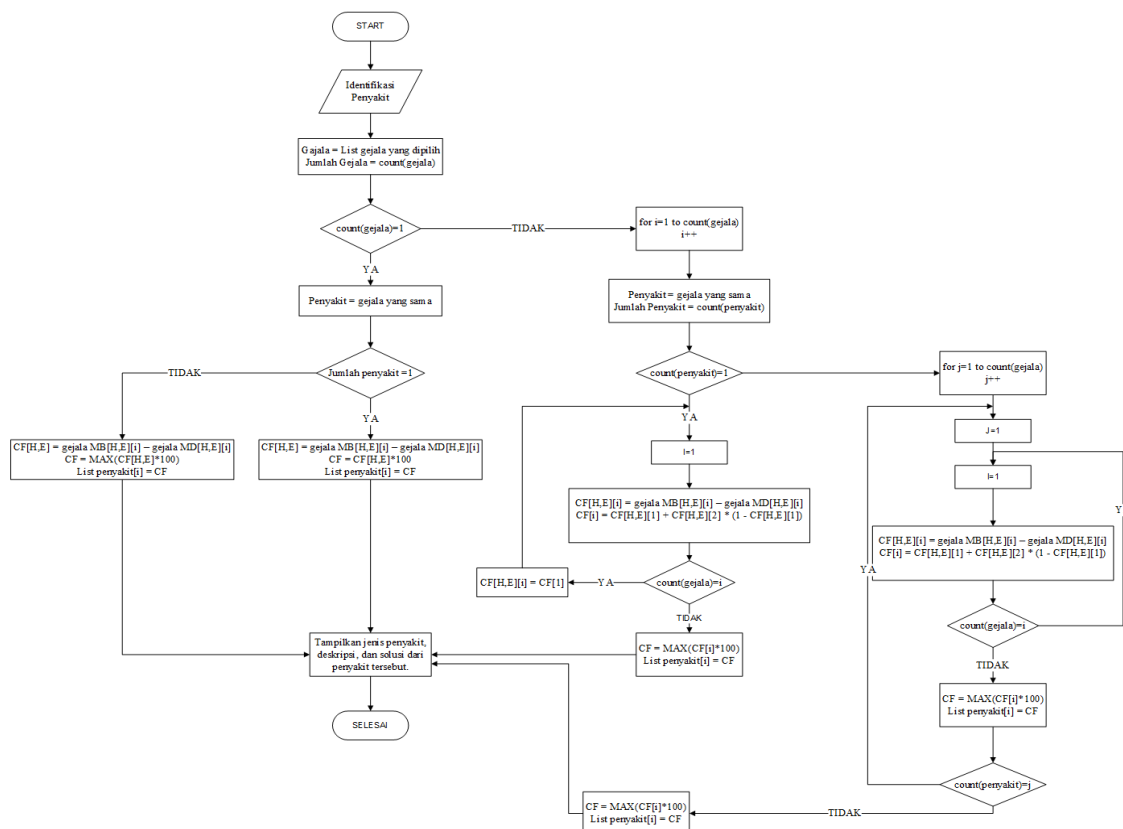 START
Identifikasi
Penyakit
Gajala = List gejala yang dipilih
Jumlah Gejala = count(gejala)
count(gejala)=1
TIDAK
for i=1 to count(gejala)
i++
YA
Penyakit = gejala yang sama
Penyakit = gejala yang sama
Jumlah Penyakit = count(penyakit)
Jumlah penyakit =1
TIDAK
YA
count(penyakit)=1
for j=1 to count(gejala)
j++
YA
J=1
I=1
I=1
CF[H,E] = gejala MB[H,E][i] – gejala MD[H,E][i]
CF = MAX(CF[H,E]*100)
List penyakit[i] = CF
CF[H,E] = gejala MB[H,E][i] – gejala MD[H,E][i]
CF = CF[H,E]*100
List penyakit[i] = CF
CF[H,E][i] = gejala MB[H,E][i] – gejala MD[H,E][i]
CF[i] = CF[H,E][1] + CF[H,E][2] * (1 - CF[H,E][1])
Y
CF[H,E][i] = gejala MB[H,E][i] – gejala MD[H,E][i]
CF[i] = CF[H,E][1] + CF[H,E][2] * (1 - CF[H,E][1])
YA
CF[H,E][i] = CF[1]
YA
count(gejala)=i
TIDAK
count(gejala)=i
TIDAK
Tampilkan jenis penyakit,
deskripsi, dan solusi dari
penyakit tersebut.
CF = MAX(CF[i]*100)
List penyakit[i] = CF
CF = MAX(CF[i]*100)
List penyakit[i] = CF
SELESAI
count(penyakit)=j
TIDAK
CF = MAX(CF[i]*100)
List penyakit[i] = CF